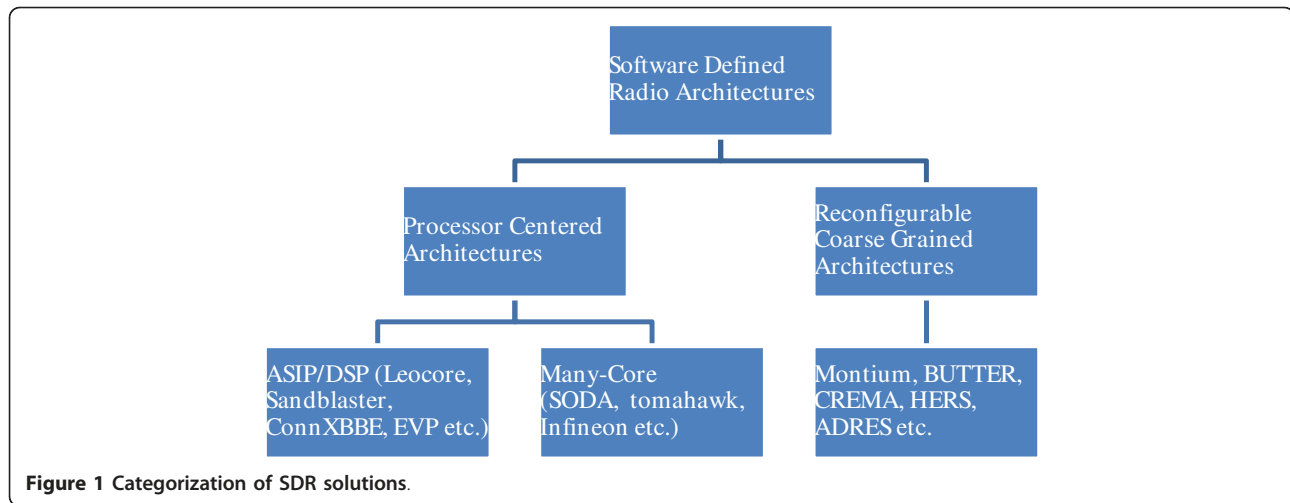 Software Defined
Radio Architectures
Processor Centered
Architectures
Reconfigurable
Coarse Grained
Architectures
ASIP/DSP (Leocore,
Sandblaster,
ConnXBBE, EVP etc.)
Many-Core
(SODA, tomahawk,
Infineon etc.)
Montium, BUTTER,
CREMA, HERS,
ADRES etc.
Figure 1 Categorization of SDR solutions.